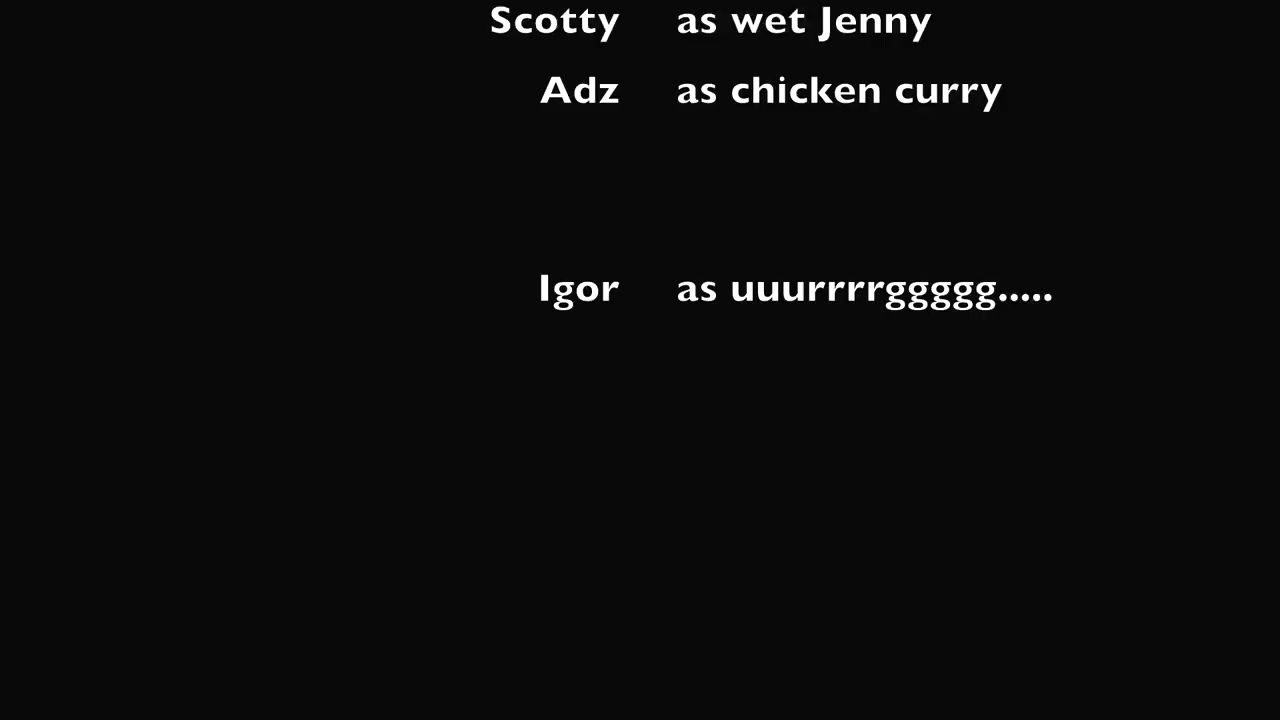 Scotty as wet Jenny
Adz as chicken curry
Igor as uuurrrrggggg.....